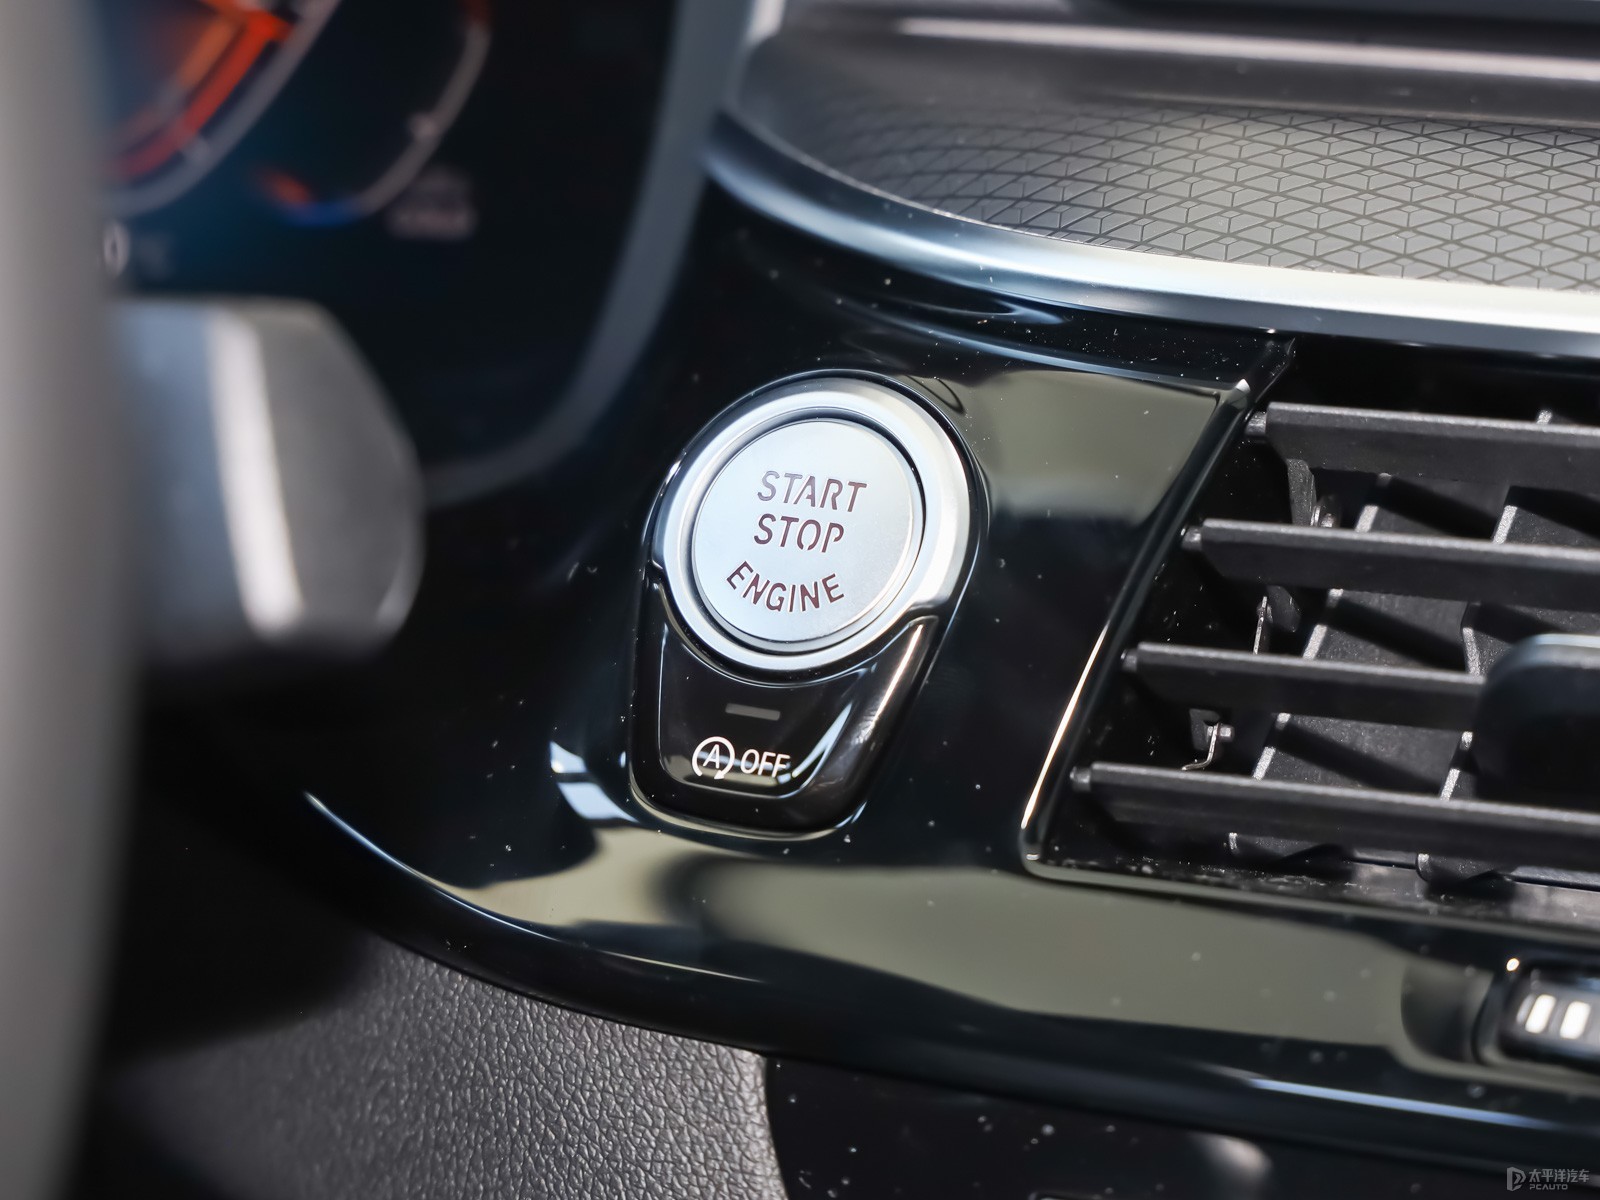 START
STOP
ENGINE
A OFF
太平洋汽车
PCAUTO